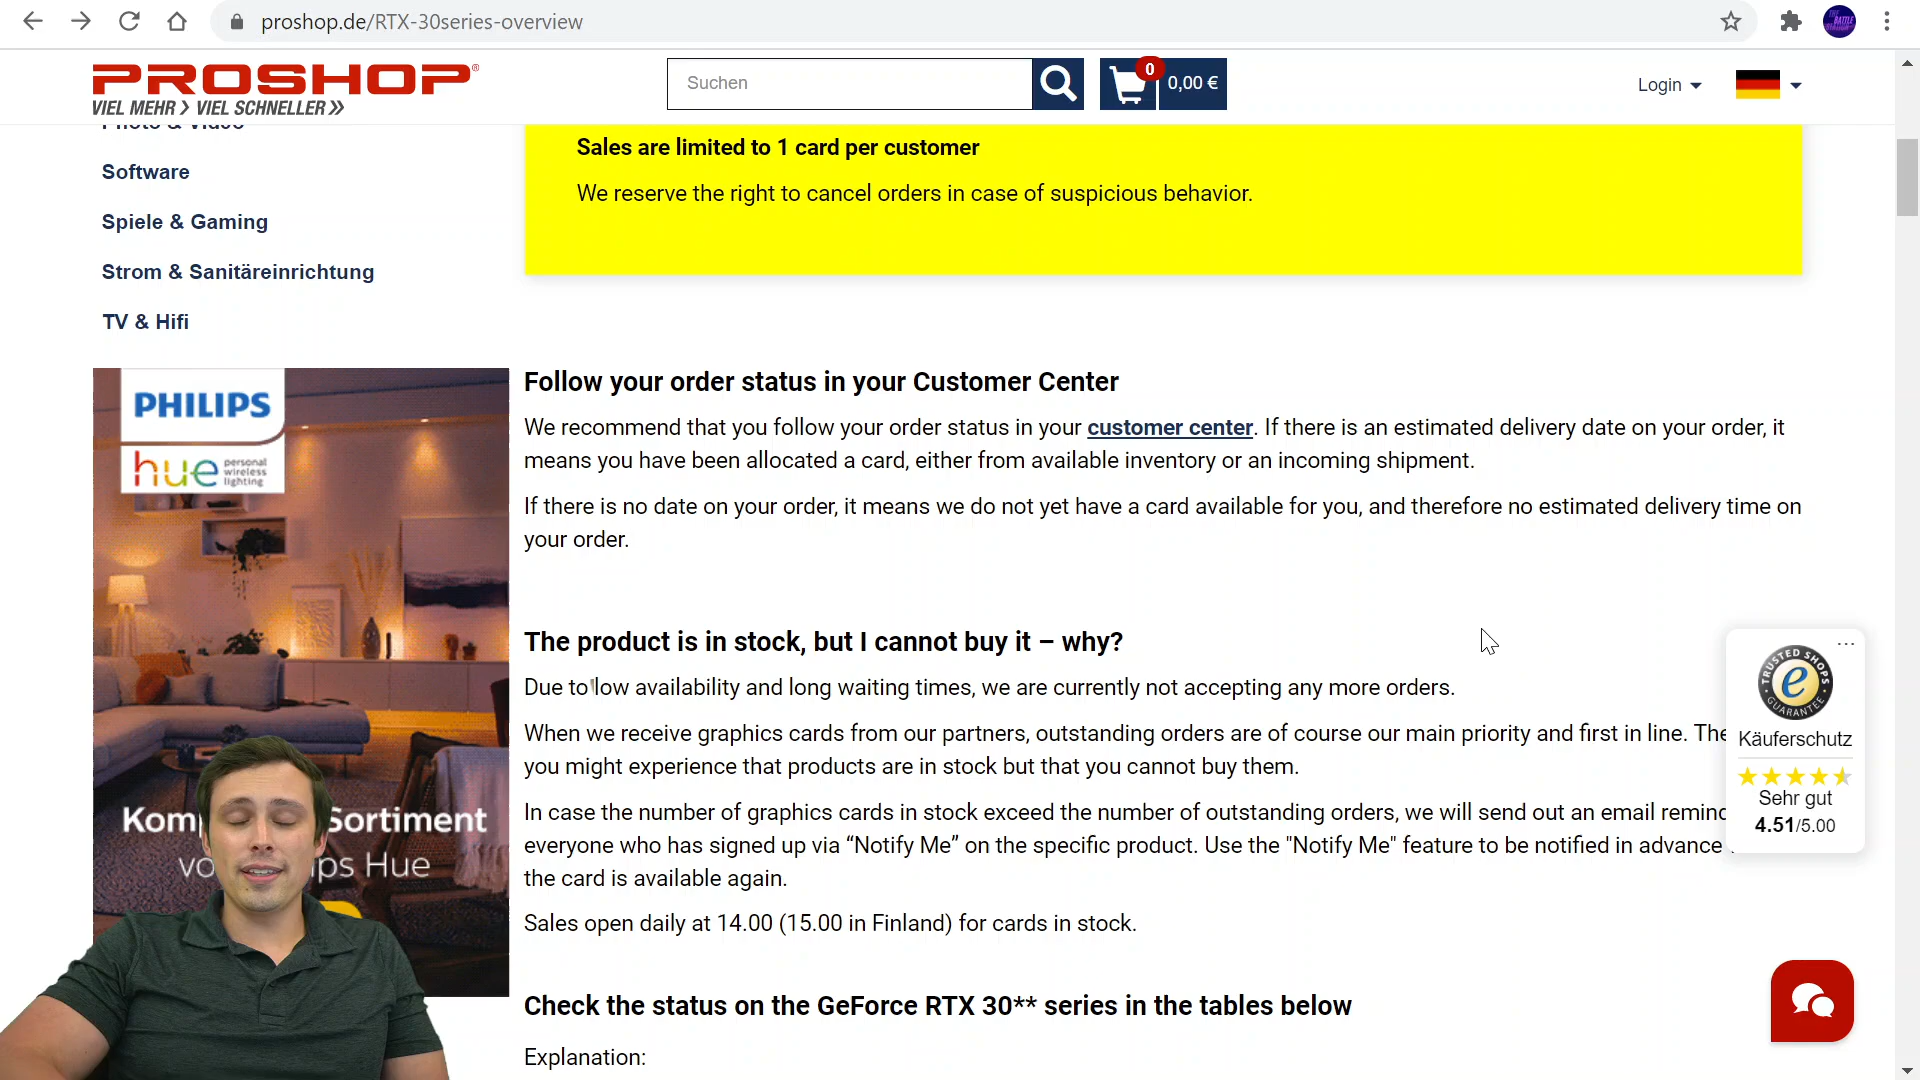 proshop.de/RTX-30series-overview
PROSHOP®
VIEL MEHR > VIEL SCHNELLER >>
Suchen
0
0,00 €
Login
Photo & Video
Software
Spiele & Gaming
Strom & Sanitäreinrichtung
TV & Hifi
Sales are limited to 1 card per customer
We reserve the right to cancel orders in case of suspicious behavior.
PHILIPS
hue personal
wireless
lighting
Follow your order status in your Customer Center
We recommend that you follow your order status in your customer center. If there is an estimated delivery date on your order, it
means you have been allocated a card, either from available inventory or an incoming shipment.
If there is no date on your order, it means we do not yet have a card available for you, and therefore no estimated delivery time on
your order.
The product is in stock, but I cannot buy it – why?
Due to low availability and long waiting times, we are currently not accepting any more orders.
When we receive graphics cards from our partners, outstanding orders are of course our main priority and first in line. The
you might experience that products are in stock but that you cannot buy them.
In case the number of graphics cards in stock exceed the number of outstanding orders, we will send out an email remind
everyone who has signed up via “Notify Me” on the specific product. Use the "Notify Me" feature to be notified in advance
the card is available again.
Sales open daily at 14.00 (15.00 in Finland) for cards in stock.
Check the status on the GeForce RTX 30** series in the tables below
Explanation:
Sortiment
Hue
TRUSTED SHOPS
e
GUARANTEE
Käuferschutz
Sehr gut
4.51/5.00